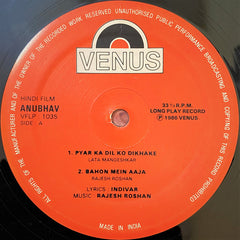 ALL RIGHTS OF THE MANUFACTURER AND OF THE OWNER OF THE RECORDED WORK RESERVED. UNAUTHORISED PUBLIC PERFORMANCE, BROADCASTING AND COPYING OF THIS RECORD PROHIBITED
VENUS
HINDI FILM
ANUBHAV
VFLP - 1035
SIDE - A
33⅓ R.P.M.
LONG PLAY RECORD
℗ 1986 VENUS
1. PYAR KA DIL KO DIKHAKE
LATA MANGESHKAR
2. BAHON MEIN AAJA
RAJESH ROSHAN
LYRICS : INDIVAR
MUSIC : RAJESH ROSHAN
MADE IN INDIA